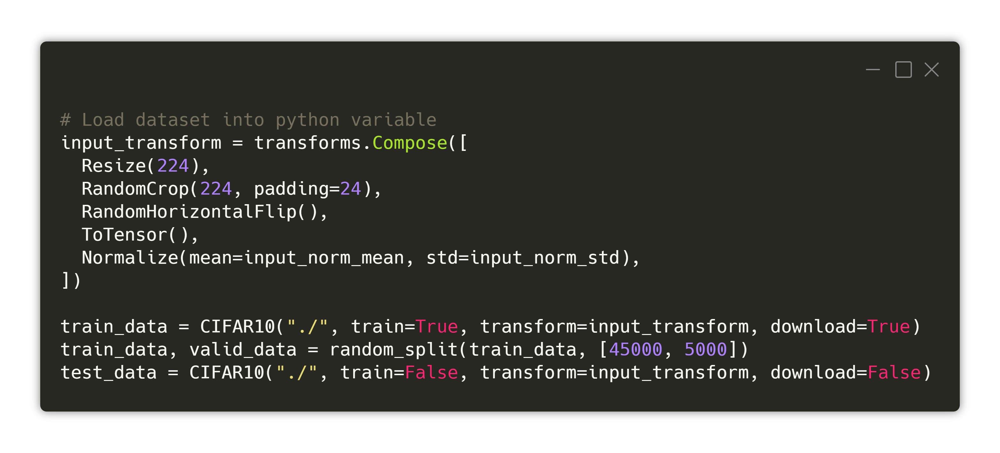 # Load dataset into python variable
input_transform = transforms.Compose([
  Resize(224),
  RandomCrop(224, padding=24),
  RandomHorizontalFlip(),
  ToTensor(),
  Normalize(mean=input_norm_mean, std=input_norm_std),
])

train_data = CIFAR10("./", train=True, transform=input_transform, download=True)
train_data, valid_data = random_split(train_data, [45000, 5000])
test_data = CIFAR10("./", train=False, transform=input_transform, download=False)